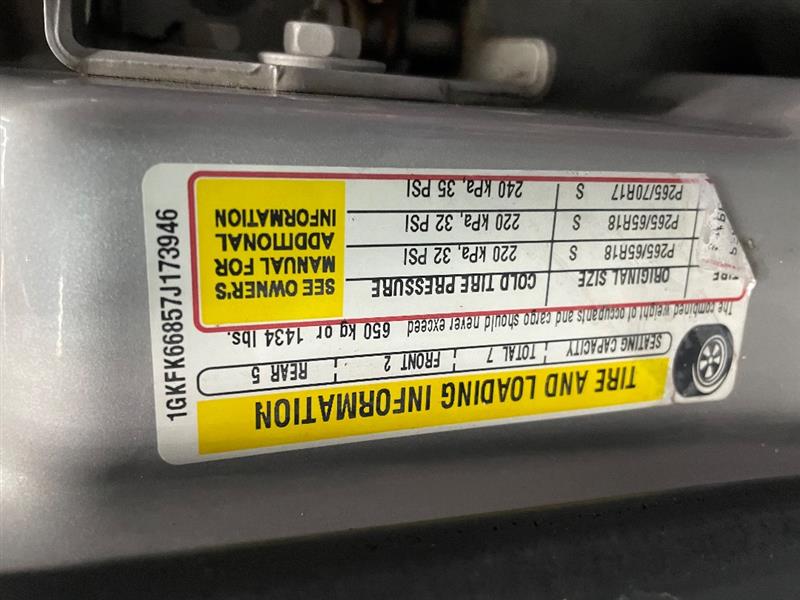 TIRE AND LOADING INFORMATION
SEATING CAPACITY TOTAL 7 FRONT 2 REAR 5
The combined weight of occupants and cargo should never exceed 650 kg or 1434 lbs.
TIRE ORIGINAL SIZE COLD TIRE PRESSURE
P265/65R18 S 220 kPa, 32 PSI
P265/65R18 S 220 kPa, 32 PSI
P265/70R17 S 240 kPa, 35 PSI
SEE OWNER'S
MANUAL FOR
ADDITIONAL
INFORMATION
1GKFK66857J173946